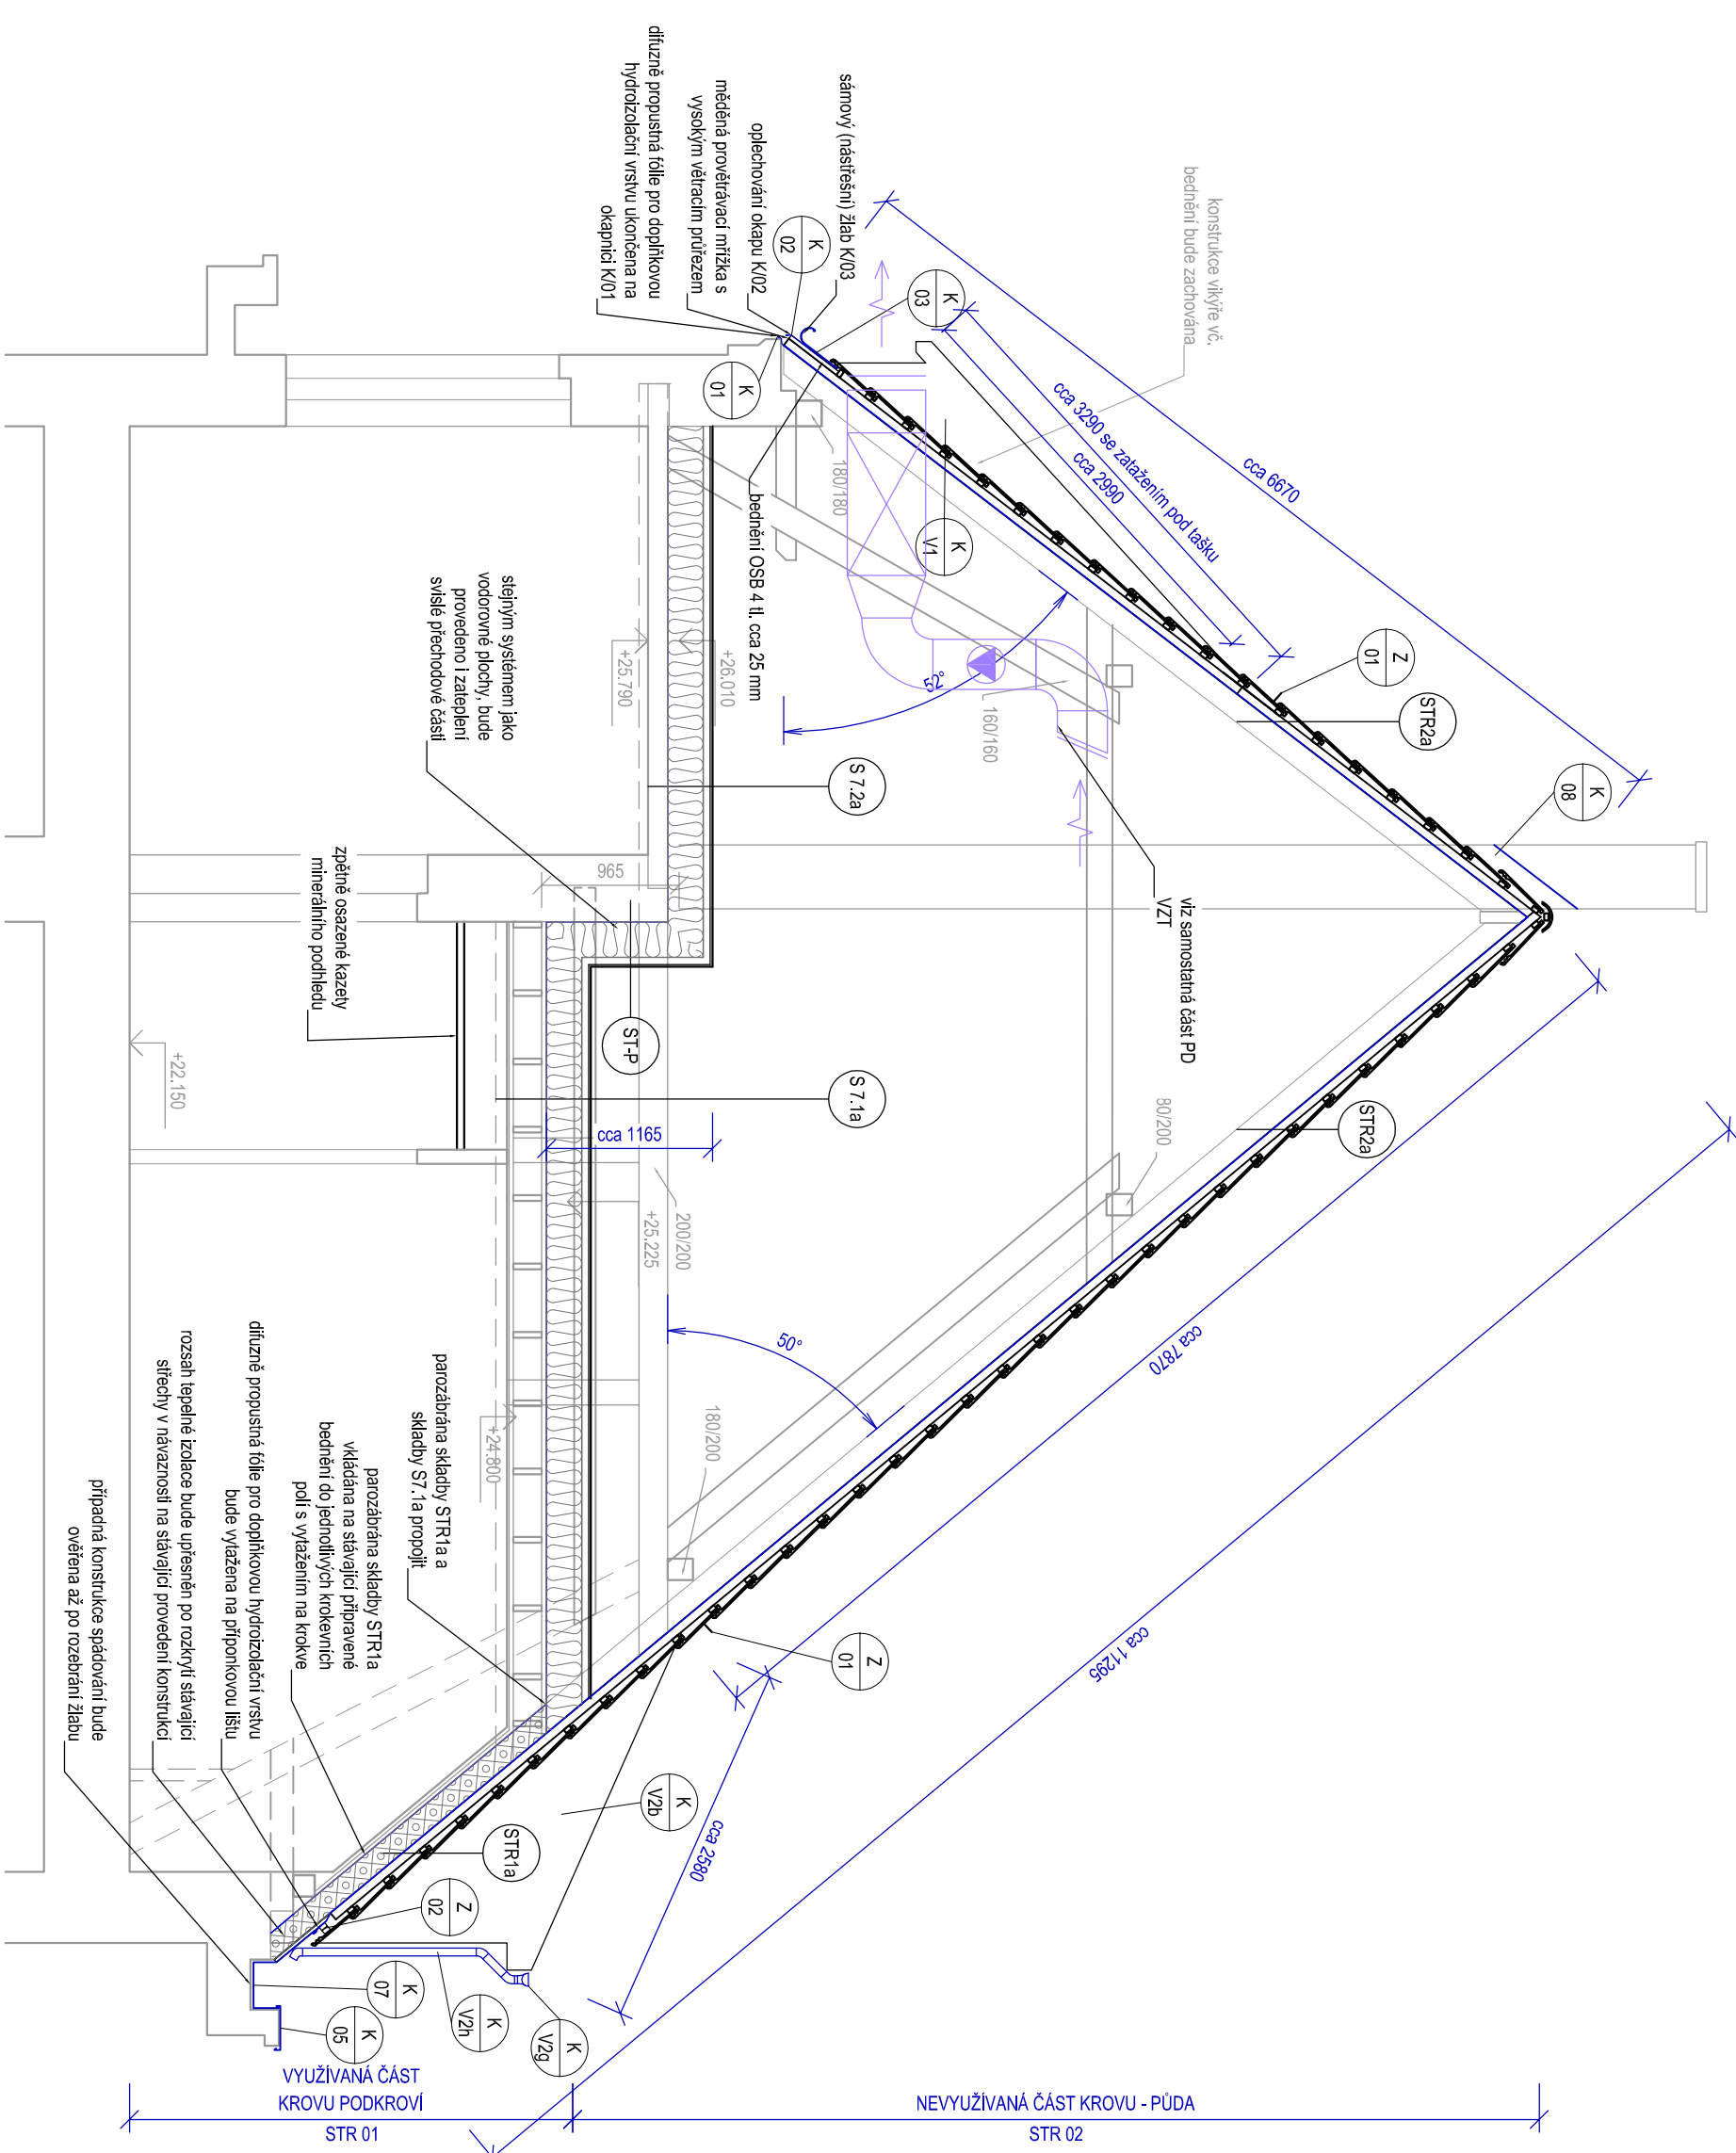 konstrukce vikýře vč.
bednění bude zachována
sámový (nástřešní) žlab K/03
oplechování okapu K/02
měděná provětrávací mřížka s
vysokým větracím průřezem
difuzně propustná fólie pro doplňkovou
hydroizolační vrstvu ukončena na
okapnici K/01
K
02
K
03
K
01
K
V1
cca 6670
cca 3290 se zatažením pod tašku
cca 2990
Z
01
STR2a
K
08
180/180
bednění OSB 4 tl. cca 25 mm
52°
160/160
+26.010
+25.790
S 7.2a
stejným systémem jako
vodorovné plochy, bude
provedeno i zateplení
svislé přechodové části
965
viz samostatná část PD
VZT
zpětně osazené kazety
minerálního podhledu
ST-P
S 7.1a
+22.150
cca 1165
80/200
STR2a
200/200
+25.225
50°
cca 7870
cca 11295
180/200
+24.800
parozábrána skladby STR1a a
skladby S7.1a propojit
parozábrána skladby STR1a
vkládána na stávající připravené
bednění do jednotlivých krokevních
polí s vytažením na krokve
difuzně propustná fólie pro doplňkovou hydroizolační vrstvu
bude vytažena na příponkovou lištu
rozsah tepelné izolace bude upřesněn po rozkrytí stávající
střechy v návaznosti na stávající provedení konstrukcí
případná konstrukce spádování bude
ověřena až po rozebrání žlabu
Z
01
K
V2b
cca 2580
STR1a
Z
02
K
07
K
05
K
V2h
K
V2g
VYUŽÍVANÁ ČÁST
KROVU PODKROVÍ
STR 01
NEVYUŽÍVANÁ ČÁST KROVU - PŮDA
STR 02